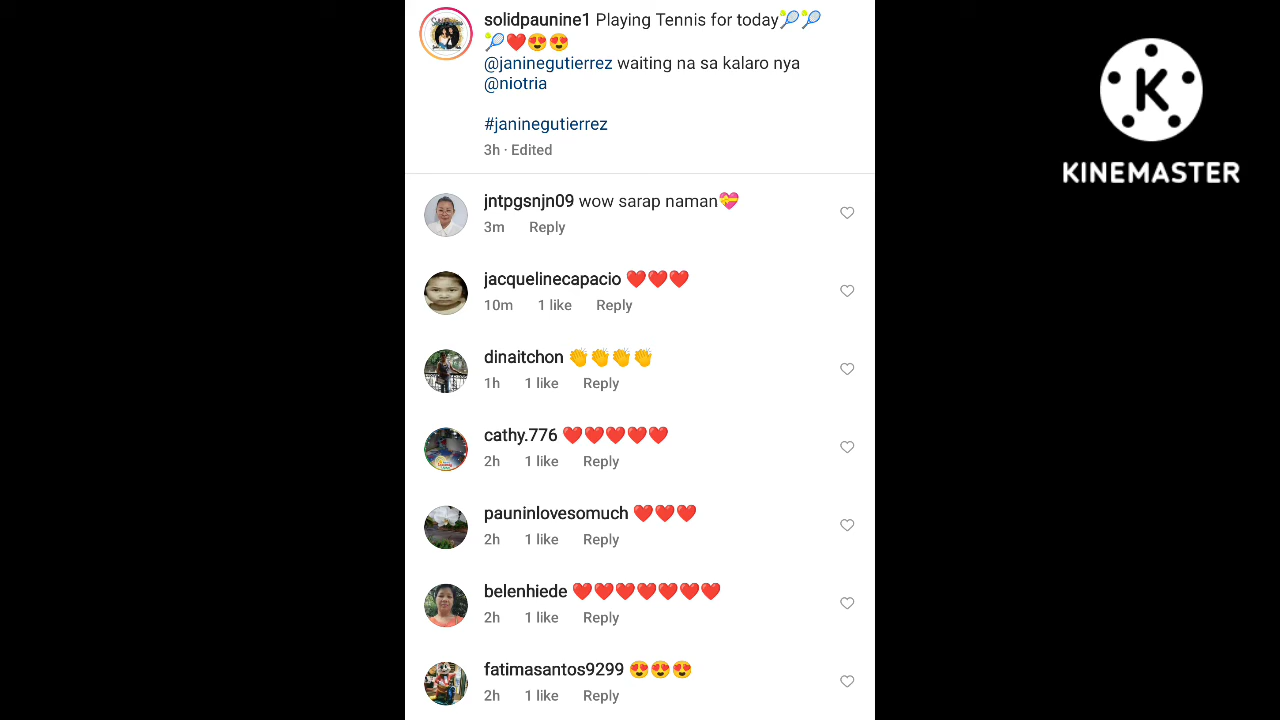 solidpaunine1 Playing Tennis for today🎾🎾
🎾❤️😍😍
@janinegutierrez waiting na sa kalaro nya
@niotria
#janinegutierrez
3h · Edited
jntpgsnjn09 wow sarap naman💝
3m Reply
jacquelinecapacio ❤️❤️❤️
10m 1 like Reply
dinaitchon 👏👏👏👏
1h 1 like Reply
cathy.776 ❤️❤️❤️❤️❤️
2h 1 like Reply
pauninlovesomuch ❤️❤️❤️
2h 1 like Reply
belenhiede ❤️❤️❤️❤️❤️❤️❤️
2h 1 like Reply
fatimasantos9299 😍😍😍
2h 1 like Reply
K
KINEMASTER